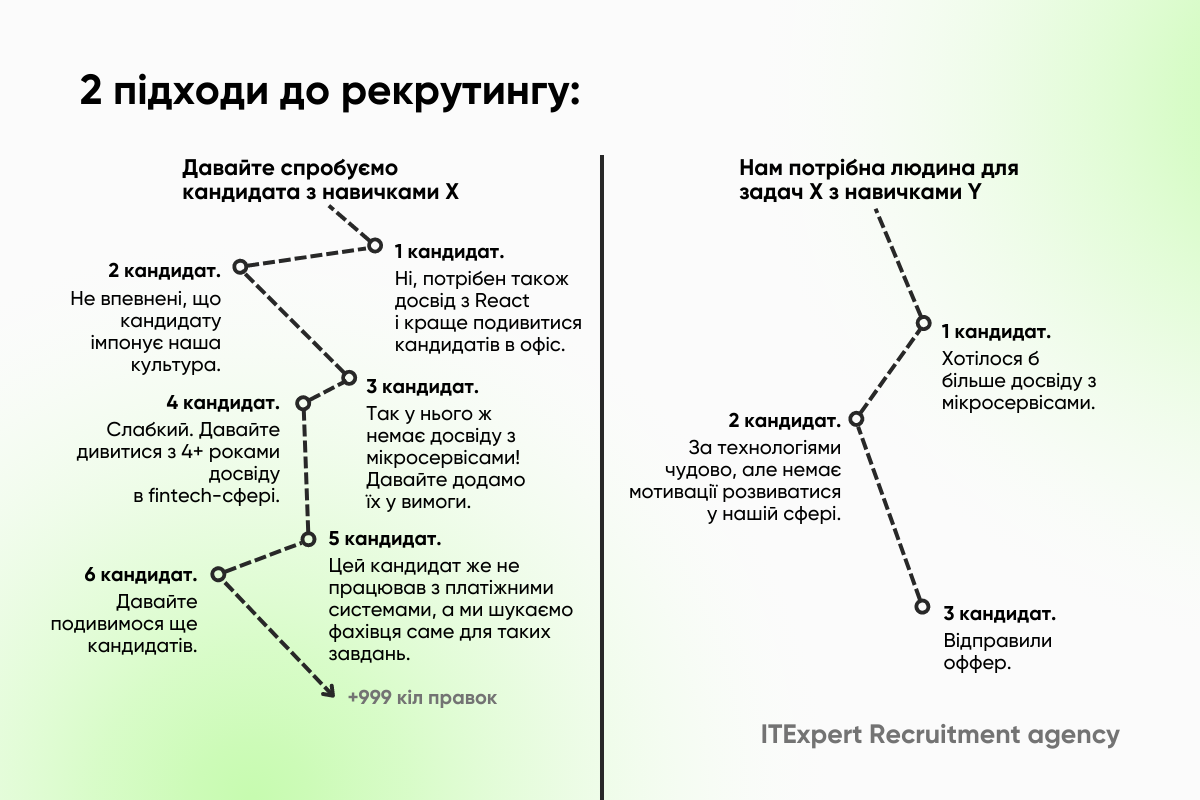 2 підходи до рекрутингу:
Давайте спробуємо
кандидата з навичками X
1 кандидат.
Ні, потрібен також
досвід з React
і краще подивитися
кандидатів в офіс.
2 кандидат.
Не впевнені, що
кандидату
імпонує наша
культура.
3 кандидат.
Так у нього ж
немає досвіду з
мікросервісами!
Давайте додамо
їх у вимоги.
4 кандидат.
Слабкий. Давайте
дивитися з 4+ роками
досвіду
в fintech-сфері.
5 кандидат.
Цей кандидат же не
працював з платіжними
системами, а ми шукаємо
фахівця саме для таких
завдань.
6 кандидат.
Давайте
подивимося ще
кандидатів.
+999 кіл правок
Нам потрібна людина для
задач X з навичками Y
1 кандидат.
Хотілося б
більше досвіду з
мікросервісами.
2 кандидат.
За технологіями
чудово, але немає
мотивації розвиватися
у нашій сфері.
3 кандидат.
Відправили
оффер.
ITExpert Recruitment agency